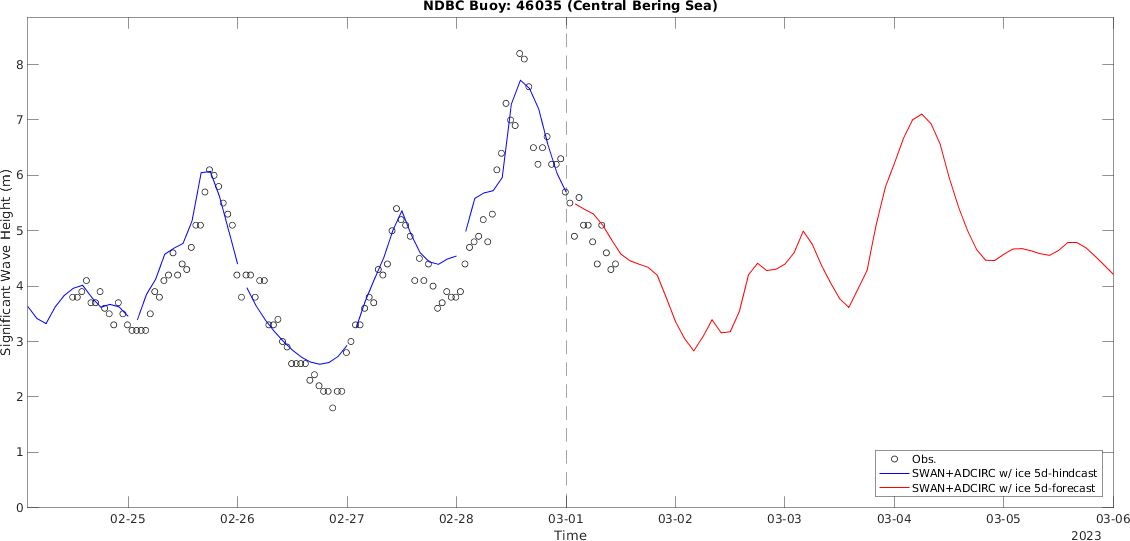 NDBC Buoy: 46035 (Central Bering Sea)
Significant Wave Height (m)
8
7
6
5
4
3
2
1
0
Obs.
SWAN+ADCIRC w/ ice 5d-hindcast
SWAN+ADCIRC w/ ice 5d-forecast
02-25 02-26 02-27 02-28 03-01 03-02 03-03 03-04 03-05 03-06
Time
2023